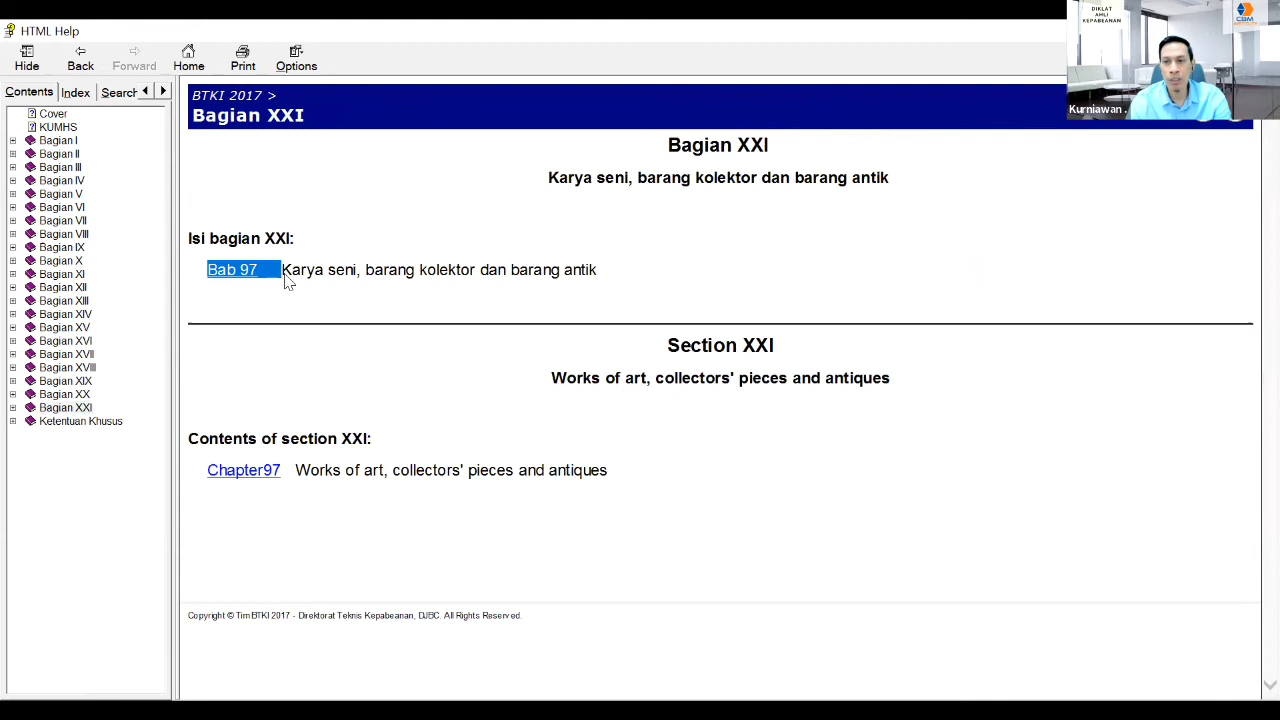 HTML Help
Hide Back Forward Home Print Options
Contents Index Search
Cover
KUMHS
Bagian I
Bagian II
Bagian III
Bagian IV
Bagian V
Bagian VI
Bagian VII
Bagian VIII
Bagian IX
Bagian X
Bagian XI
Bagian XII
Bagian XIII
Bagian XIV
Bagian XV
Bagian XVI
Bagian XVII
Bagian XVIII
Bagian XIX
Bagian XX
Bagian XXI
Ketentuan Khusus
BTKI 2017 >
Bagian XXI
Bagian XXI
Karya seni, barang kolektor dan barang antik
Isi bagian XXI:
Bab 97 Karya seni, barang kolektor dan barang antik
Section XXI
Works of art, collectors' pieces and antiques
Contents of section XXI:
Chapter97 Works of art, collectors' pieces and antiques
Copyright © Tim BTKI 2017 - Direktorat Teknis Kepabeanan, DJBC. All Rights Reserved.
DIKLAT
AHLI
KEPABEANAN
CBM
INSTITUTE
Kurniawan .